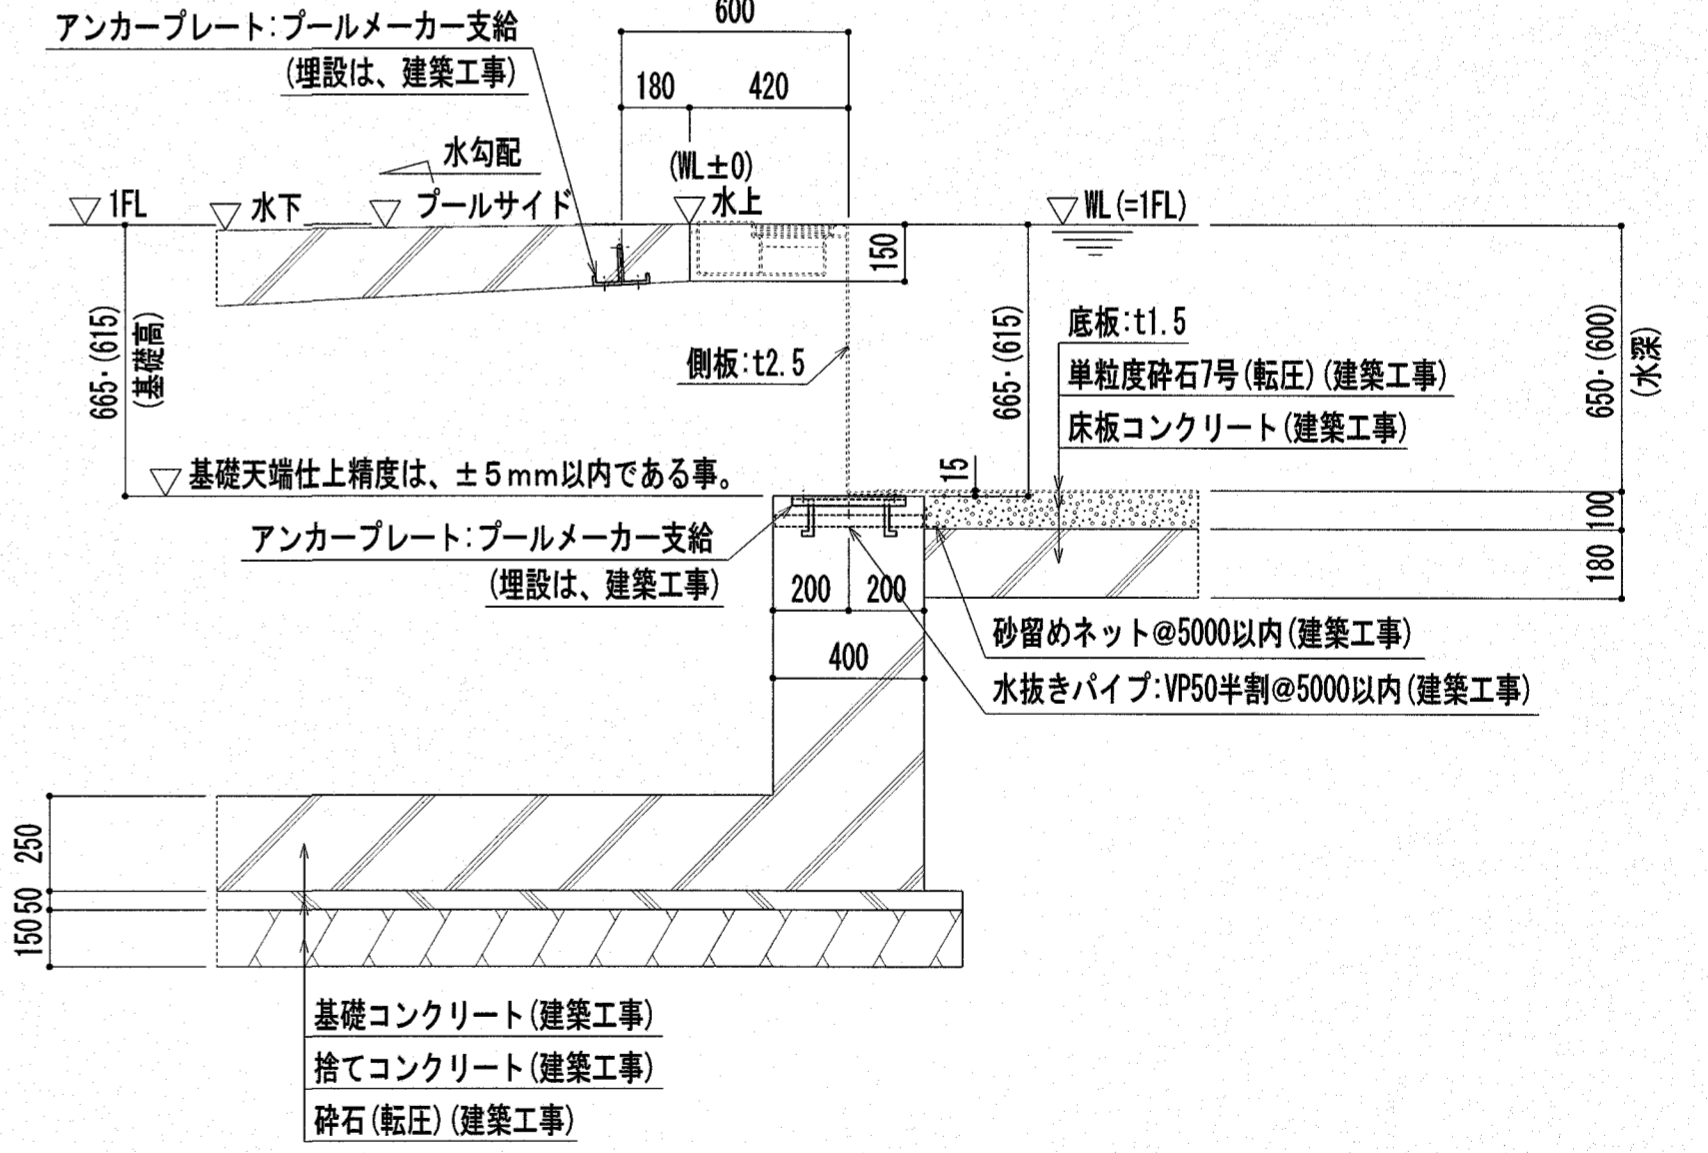 600
アンカープレート:プールメーカー支給
(埋設は、建築工事)
180
420
水勾配
(WL±0)
1FL
水下
プールサイド
水上
WL(=1FL)
150
665・(615)
(基礎高)
側板:t2.5
665・(615)
底板:t1.5
単粒度砕石7号(転圧)(建築工事)
床板コンクリート(建築工事)
650・(600)
(水深)
基礎天端仕上精度は、±5mm以内である事。
15
100
アンカープレート:プールメーカー支給
(埋設は、建築工事)
200
200
180
砂留めネット@5000以内(建築工事)
400
水抜きパイプ:VP50半割@5000以内(建築工事)
250
50
150
基礎コンクリート(建築工事)
捨てコンクリート(建築工事)
砕石(転圧)(建築工事)